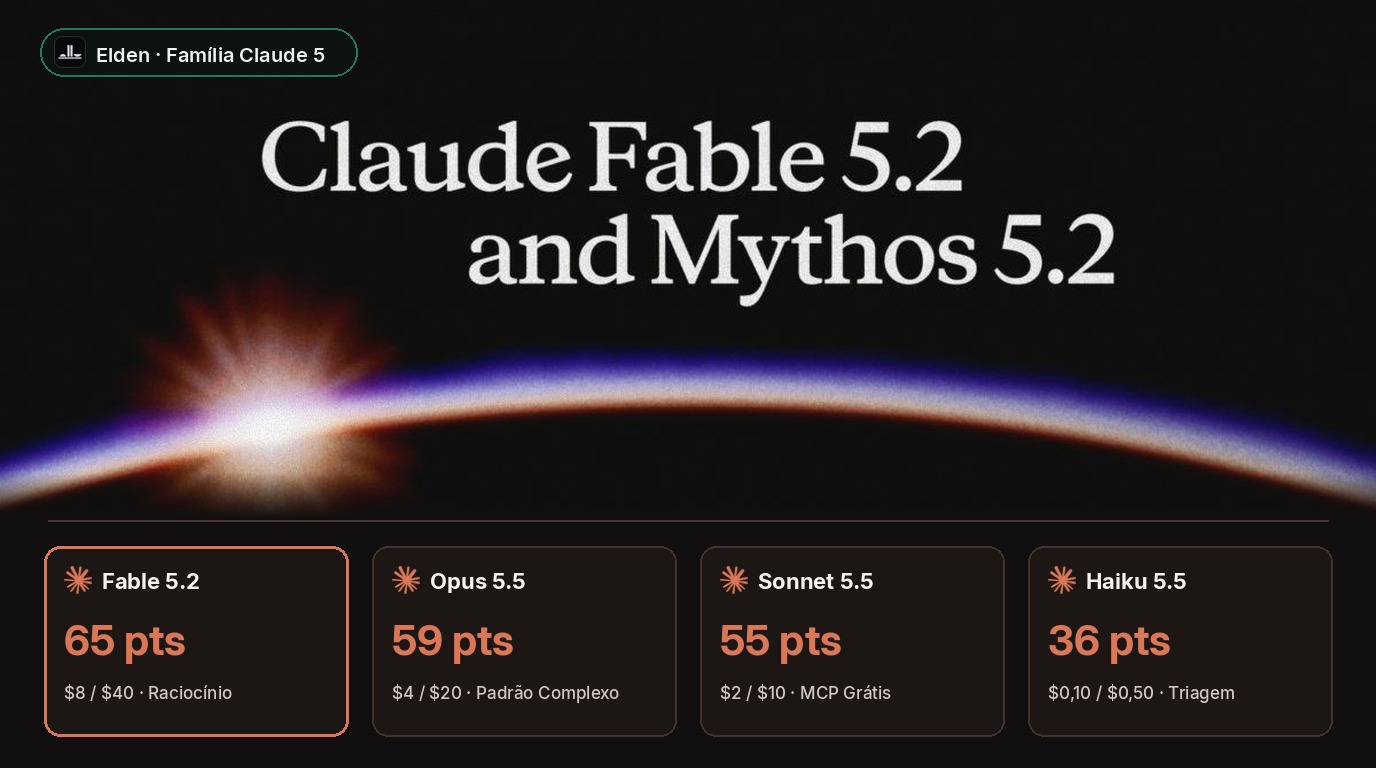 Elden · Família Claude 5
Claude Fable 5.2
and Mythos 5.2
Fable 5.2
65 pts
$8 / $40 · Raciocínio
Opus 5.5
59 pts
$4 / $20 · Padrão Complexo
Sonnet 5.5
55 pts
$2 / $10 · MCP Grátis
Haiku 5.5
36 pts
$0,10 / $0,50 · Triagem